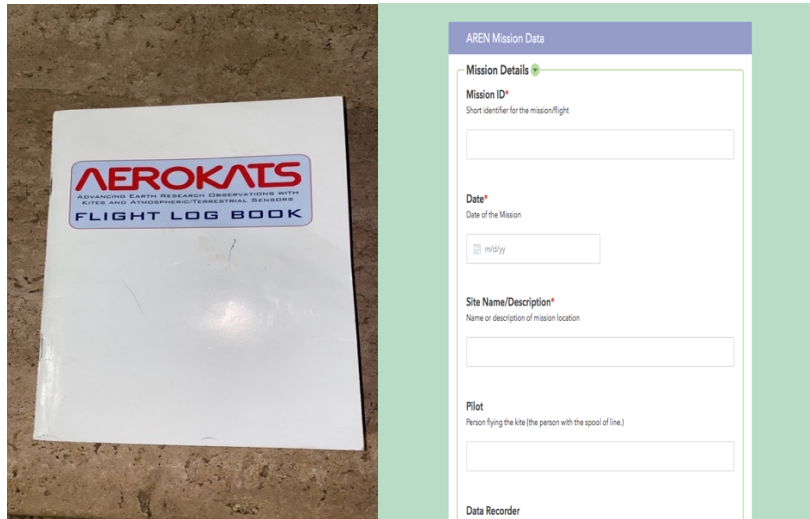 AEROKATS
ADVANCING EARTH RESEARCH OBSERVATIONS WITH
KITES AND ATMOSPHERIC/TERRESTRIAL SENSORS
FLIGHT LOG BOOK
AREN Mission Data
Mission Details
Mission ID*
Short identifier for the mission/flight
Date*
Date of the Mission
m/d/yy
Site Name/Description*
Name or description of mission location
Pilot
Person flying the kite (the person with the spool of line.)
Data Recorder